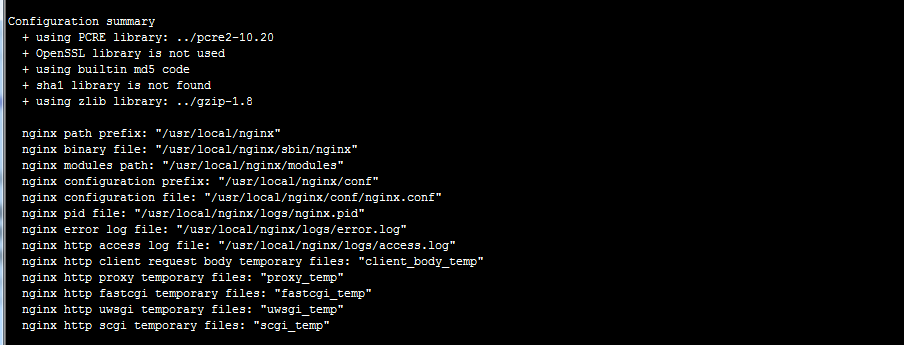 Configuration summary
+ using PCRE library: ../pcre2-10.20
+ OpenSSL library is not used
+ using builtin md5 code
+ sha1 library is not found
+ using zlib library: ../gzip-1.8
nginx path prefix: "/usr/local/nginx"
nginx binary file: "/usr/local/nginx/sbin/nginx"
nginx modules path: "/usr/local/nginx/modules"
nginx configuration prefix: "/usr/local/nginx/conf"
nginx configuration file: "/usr/local/nginx/conf/nginx.conf"
nginx pid file: "/usr/local/nginx/logs/nginx.pid"
nginx error log file: "/usr/local/nginx/logs/error.log"
nginx http access log file: "/usr/local/nginx/logs/access.log"
nginx http client request body temporary files: "client_body_temp"
nginx http proxy temporary files: "proxy_temp"
nginx http fastcgi temporary files: "fastcgi_temp"
nginx http uwsgi temporary files: "uwsgi_temp"
nginx http scgi temporary files: "scgi_temp"